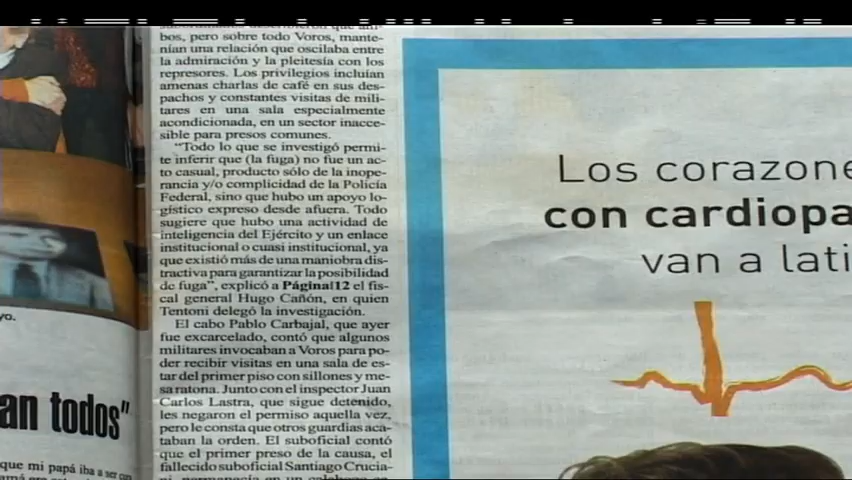 bos, pero sobre todo Voros, mante-
nían una relación que oscilaba entre
la admiración y la pleitesía con los
represores. Los privilegios incluían
amenas charlas de café en sus des-
pachos y constantes visitas de mili-
tares en una sala especialmente
acondicionada, en un sector inacce-
sible para presos comunes.
"Todo lo que se investigó permi-
te inferir que (la fuga) no fue un ac-
to casual, producto sólo de la inope-
rancia y/o complicidad de la Policía
Federal, sino que hubo un apoyo lo-
gístico expreso desde afuera. Todo
sugiere que hubo una actividad de
inteligencia del Ejército y un enlace
institucional o cuasi institucional, ya
que existió más de una maniobra dis-
tractiva para garantizar la posibilidad
de fuga", explicó a Página|12 el fis-
cal general Hugo Cañón, en quien
Tentoni delegó la investigación.
El cabo Pablo Carbajal, que ayer
fue excarcelado, contó que algunos
militares invocaban a Voros para po-
der recibir visitas en una sala de es-
tar del primer piso con sillones y me-
sa ratona. Junto con el inspector Juan
Carlos Lastra, que sigue detenido,
les negaron el permiso aquella vez,
pero le consta que otros guardias aca-
taban la orden. El suboficial contó
que el primer preso de la causa, el
fallecido suboficial Santiago Crucia-
Los corazone
con cardiopa
van a lati
yo.
an todos"
que mi papá iba a ser con